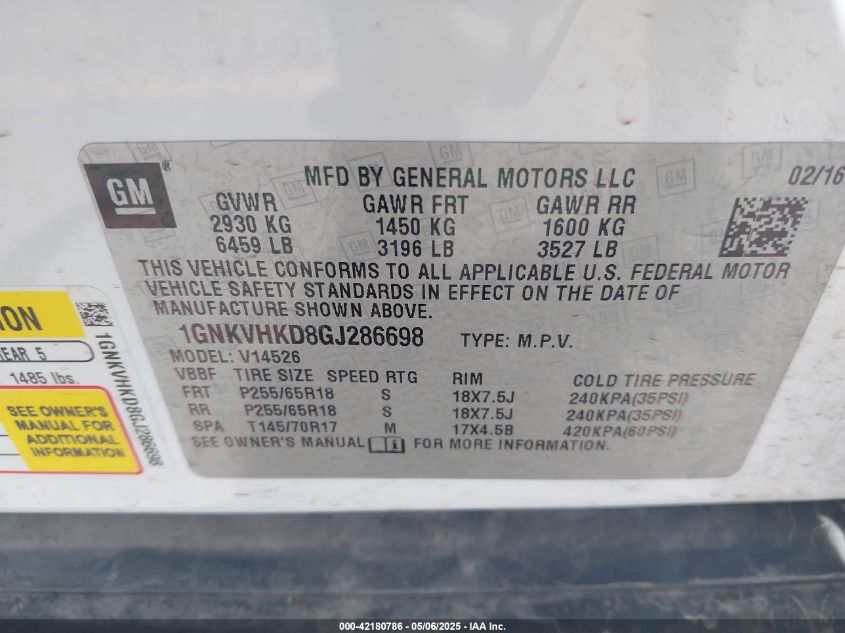 GM
MFD BY GENERAL MOTORS LLC 02/16
GVWR GAWR FRT GAWR RR
2930 KG 1450 KG 1600 KG
6459 LB 3196 LB 3527 LB
THIS VEHICLE CONFORMS TO ALL APPLICABLE U.S. FEDERAL MOTOR
VEHICLE SAFETY STANDARDS IN EFFECT ON THE DATE OF
MANUFACTURE SHOWN ABOVE.
1GNKVHKD8GJ286698 TYPE: M.P.V.
MODEL: V14526
VBBF TIRE SIZE SPEED RTG RIM COLD TIRE PRESSURE
FRT P255/65R18 S 18X7.5J 240KPA(35PSI)
RR P255/65R18 S 18X7.5J 240KPA(35PSI)
SPA T145/70R17 M 17X4.5B 420KPA(60PSI)
SEE OWNER'S MANUAL FOR MORE INFORMATION.
REAR 5
1485 lbs.
SEE OWNER'S
MANUAL FOR
ADDITIONAL
INFORMATION
1GNKVHKD8GJ286698
000-42180786 - 05/06/2025 - IAA Inc.